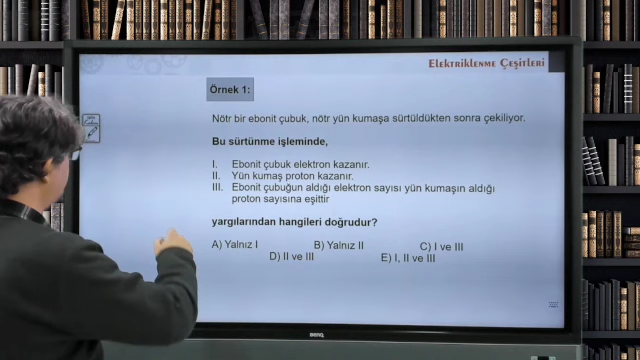 Elektriklenme Çeşitleri
Örnek 1:
Nötr bir ebonit çubuk, nötr yün kumaşa sürtüldükten sonra çekiliyor.
Bu sürtünme işleminde,
I. Ebonit çubuk elektron kazanır.
II. Yün kumaş proton kazanır.
III. Ebonit çubuğun aldığı elektron sayısı yün kumaşın aldığı
proton sayısına eşittir
yargılarından hangileri doğrudur?
A) Yalnız I B) Yalnız II C) I ve III
D) II ve III E) I, II ve III
BenQ